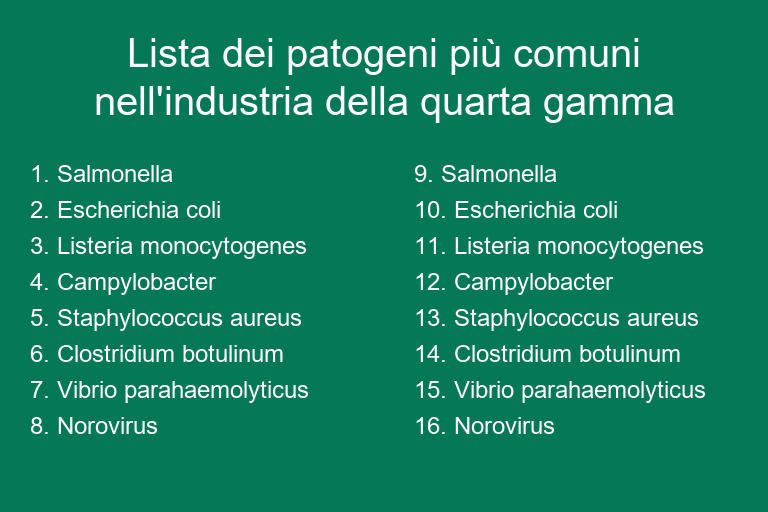 Lista dei patogeni più comuni
nell'industria della quarta gamma
1. Salmonella
2. Escherichia coli
3. Listeria monocytogenes
4. Campylobacter
5. Staphylococcus aureus
6. Clostridium botulinum
7. Vibrio parahaemolyticus
8. Norovirus
9. Salmonella
10. Escherichia coli
11. Listeria monocytogenes
12. Campylobacter
13. Staphylococcus aureus
14. Clostridium botulinum
15. Vibrio parahaemolyticus
16. Norovirus